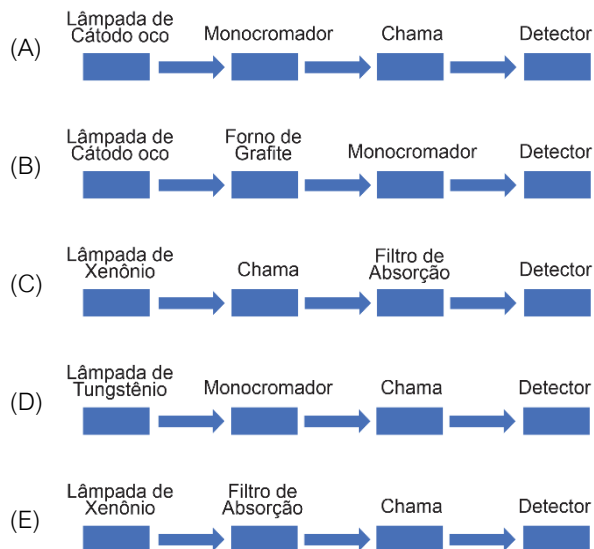 (A)
Lâmpada de
Cátodo oco
Monocromador
Chama
Detector
(B)
Lâmpada de
Cátodo oco
Forno de
Grafite
Monocromador
Detector
(C)
Lâmpada de
Xenônio
Chama
Filtro de
Absorção
Detector
(D)
Lâmpada de
Tungstênio
Monocromador
Chama
Detector
(E)
Lâmpada de
Xenônio
Filtro de
Absorção
Chama
Detector